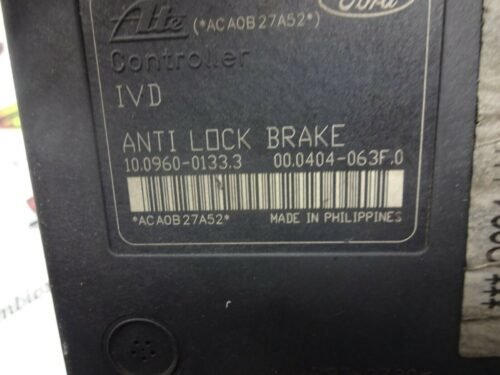 Ate (*ACA0B27A52*) Ford
Controller
IVD
ANTI LOCK BRAKE
10.0960-0133.3 00.0404-063F.0
*ACA0B27A52*
MADE IN PHILIPPINES